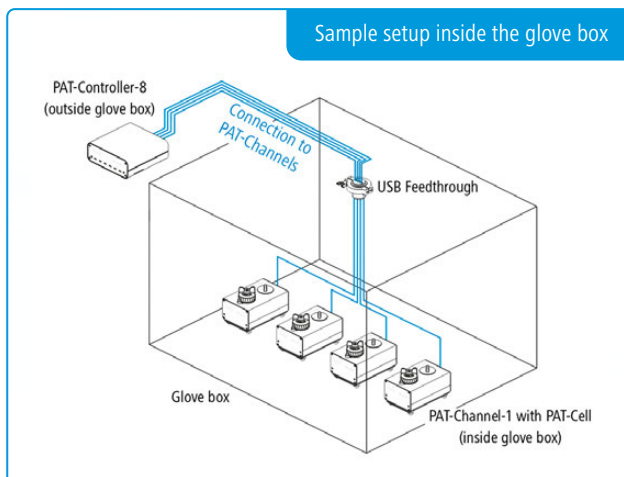 Sample setup inside the glove box
PAT-Controller-8
(outside glove box)
Connection to
PAT-Channels
USB Feedthrough
Glove box
PAT-Channel-1 with PAT-Cell
(inside glove box)